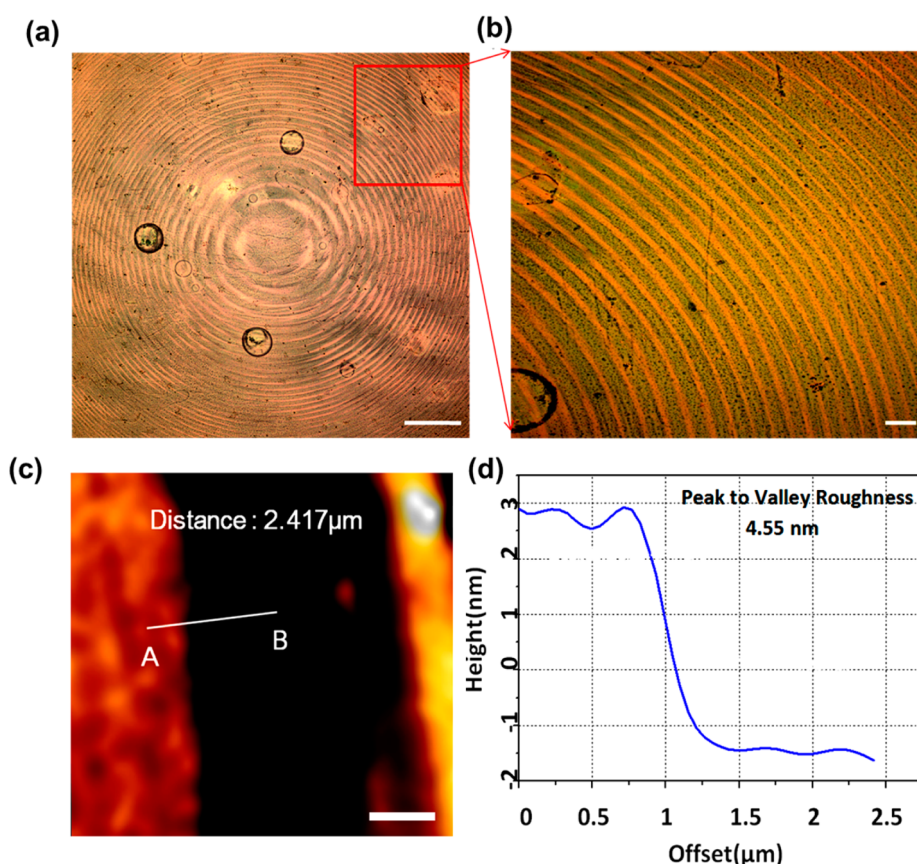 (a)
(b)
(c)
Distance : 2.417µm
A
B
(d)
Peak to Valley Roughness
4.55 nm
Height(nm)
3
2
1
0
-1
-2
0 0.5 1 1.5 2 2.5
Offset(µm)